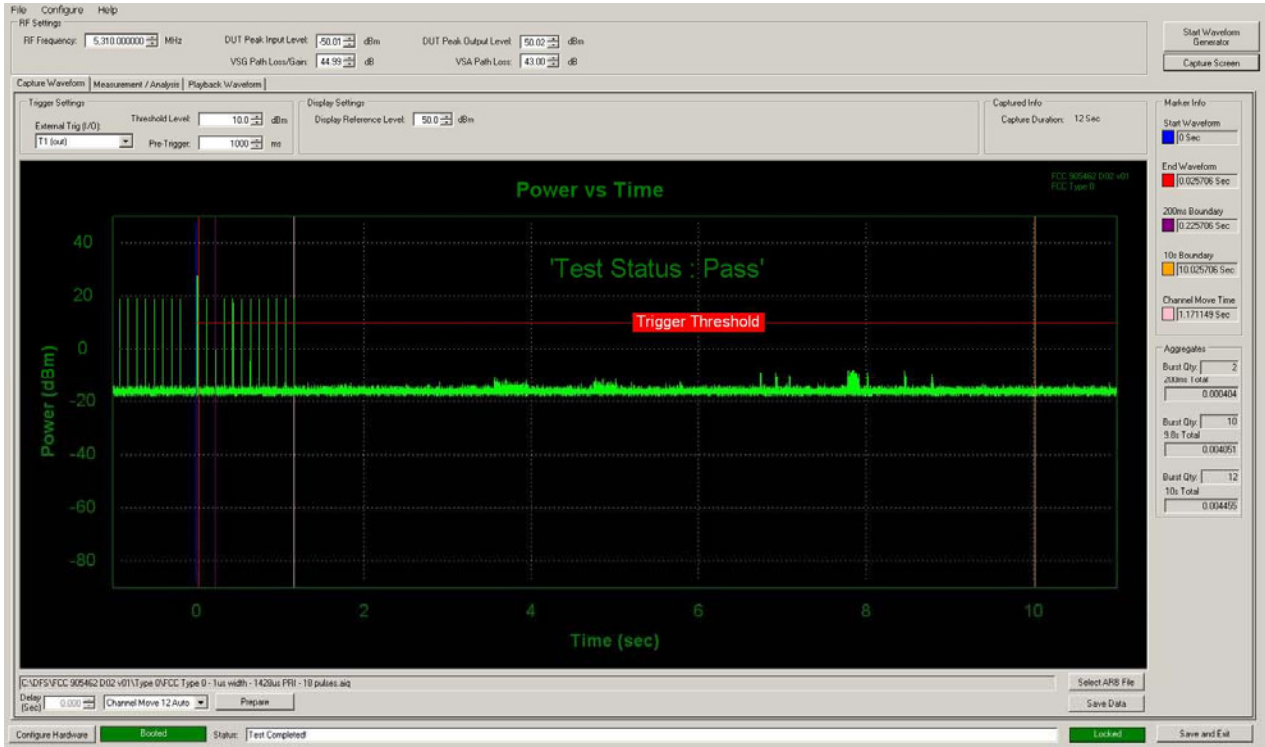 File Configure Help
RF Settings
RF Frequency: 5,310.000000 MHz DUT Peak Input Level: -50.01 dBm DUT Peak Output Level: 50.02 dBm
VSG Path Loss/Gain: 44.99 dB VSA Path Loss: 43.00 dB
Start Waveform Generator
Capture Screen
Capture Waveform Measurement / Analysis Playback Waveform
Trigger Settings
External Trig (I/O): Threshold Level: 10.0 dBm
T1 (out) Pre-Trigger: 1000 ms
Display Settings
Display Reference Level: 50.0 dBm
Captured Info
Capture Duration: 12 Sec
Marker Info
Start Waveform
0 Sec
End Waveform
0.025706 Sec
200ms Boundary
0.225706 Sec
10s Boundary
10.025706 Sec
Channel Move Time
1.171149 Sec
Aggregates
Burst Qty: 2
200ms Total
0.000404
Burst Qty: 10
9.8s Total
0.004051
Burst Qty: 12
10s Total
0.004455
Power vs Time
FCC 905462 D02 v01
FCC Type 0
'Test Status : Pass'
Trigger Threshold
Power (dBm)
40
20
0
-20
-40
-60
-80
0 2 4 6 8 10
Time (sec)
C:\DFS\FCC 905462 D02 v01\Type 0\FCC Type 0 - 1us width - 1428us PRI - 18 pulses.aiq
Select ARB File
Delay (Sec) 0.000 Channel Move 12 Auto Prepare
Save Data
Configure Hardware Booted Status: Test Completed! Locked Save and Exit